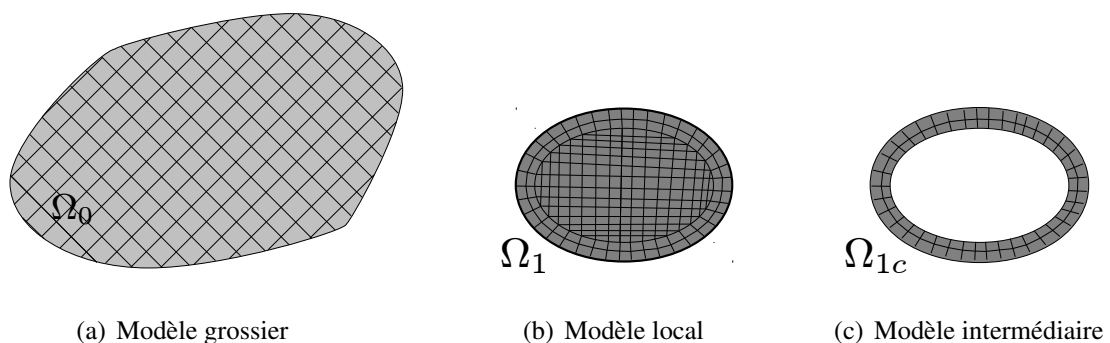 Ω₀
Ω₁
Ω₁c
(a) Modèle grossier
(b) Modèle local
(c) Modèle intermédiaire